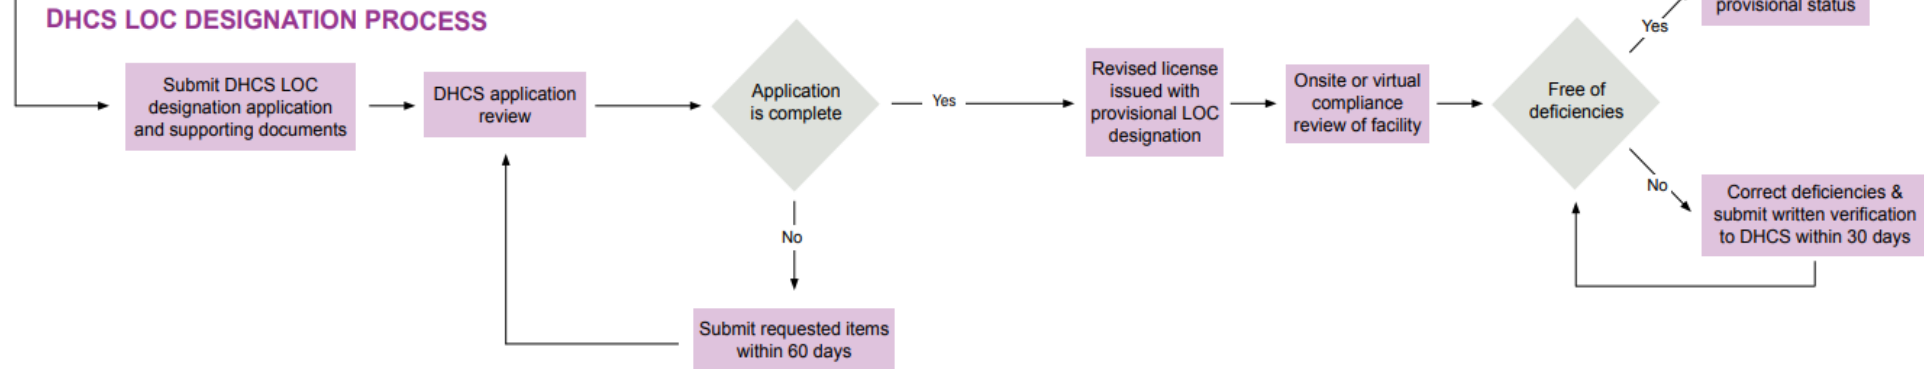 DHCS LOC DESIGNATION PROCESS
Submit DHCS LOC
designation application
and supporting documents
DHCS application
review
Application
is complete
Yes
No
Submit requested items
within 60 days
Revised license
issued with
provisional LOC
designation
Onsite or virtual
compliance
review of facility
Free of
deficiencies
Yes
provisional status
No
Correct deficiencies &
submit written verification
to DHCS within 30 days